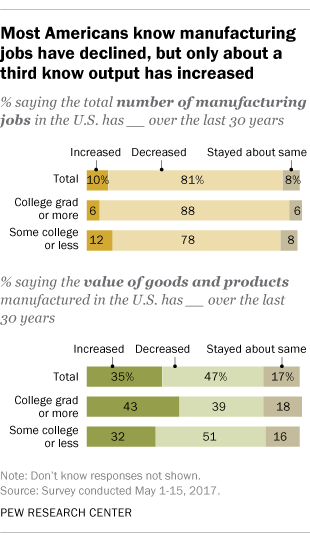 Most Americans know manufacturing
jobs have declined, but only about a
third know output has increased
% saying the total number of manufacturing
jobs in the U.S. has __ over the last 30 years
Increased Decreased Stayed about same
Total 10% 81% 8%
College grad
or more 6 88 6
Some college
or less 12 78 8
% saying the value of goods and products
manufactured in the U.S. has __ over the last
30 years
Increased Decreased Stayed about same
Total 35% 47% 17%
College grad
or more 43 39 18
Some college
or less 32 51 16
Note: Don't know responses not shown.
Source: Survey conducted May 1-15, 2017.
PEW RESEARCH CENTER